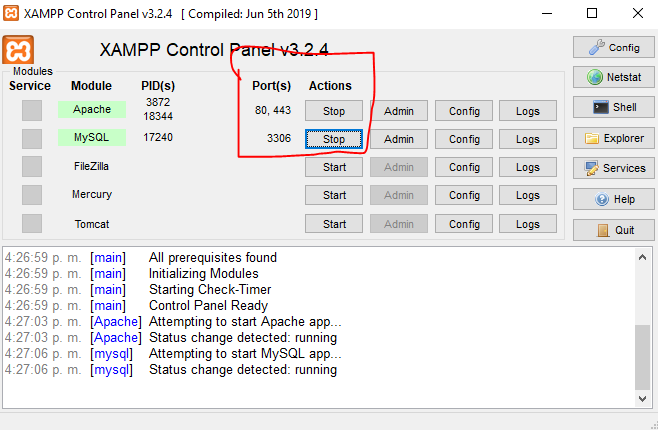 XAMPP Control Panel v3.2.4 [ Compiled: Jun 5th 2019 ]
XAMPP Control Panel v3.2.4
Config
Modules
Service Module PID(s) Port(s) Actions
Netstat
Apache 3872 18344 80, 443 Stop Admin Config Logs
Shell
MySQL 17240 3306 Stop Admin Config Logs
Explorer
FileZilla Start Admin Config Logs
Services
Mercury Start Admin Config Logs
Help
Tomcat Start Admin Config Logs
Quit
4:26:59 p. m. [main] All prerequisites found
4:26:59 p. m. [main] Initializing Modules
4:26:59 p. m. [main] Starting Check-Timer
4:26:59 p. m. [main] Control Panel Ready
4:27:03 p. m. [Apache] Attempting to start Apache app...
4:27:03 p. m. [Apache] Status change detected: running
4:27:06 p. m. [mysql] Attempting to start MySQL app...
4:27:06 p. m. [mysql] Status change detected: running